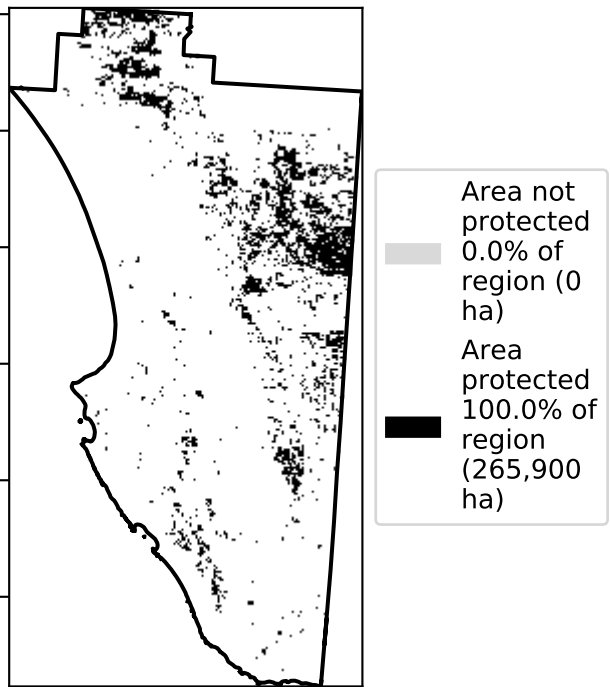 Area not
protected
0.0% of
region (0
ha)
Area
protected
100.0% of
region
(265,900
ha)